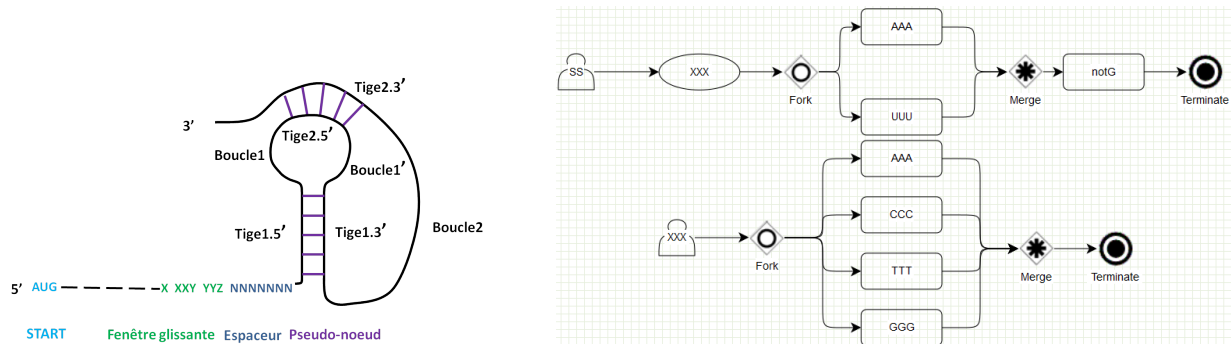 Tige2.3'
3'
Tige2.5'
Boucle1
Boucle1'
Tige1.5'
Tige1.3'
Boucle2
5' AUG X XXY YYZ NNNNNNN
START Fenêtre glissante Espaceur Pseudo-noeud
AAA
SS
XXX
notG
Fork
Merge
Terminate
UUU
AAA
CCC
XXX
Fork
Merge
Terminate
TTT
GGG